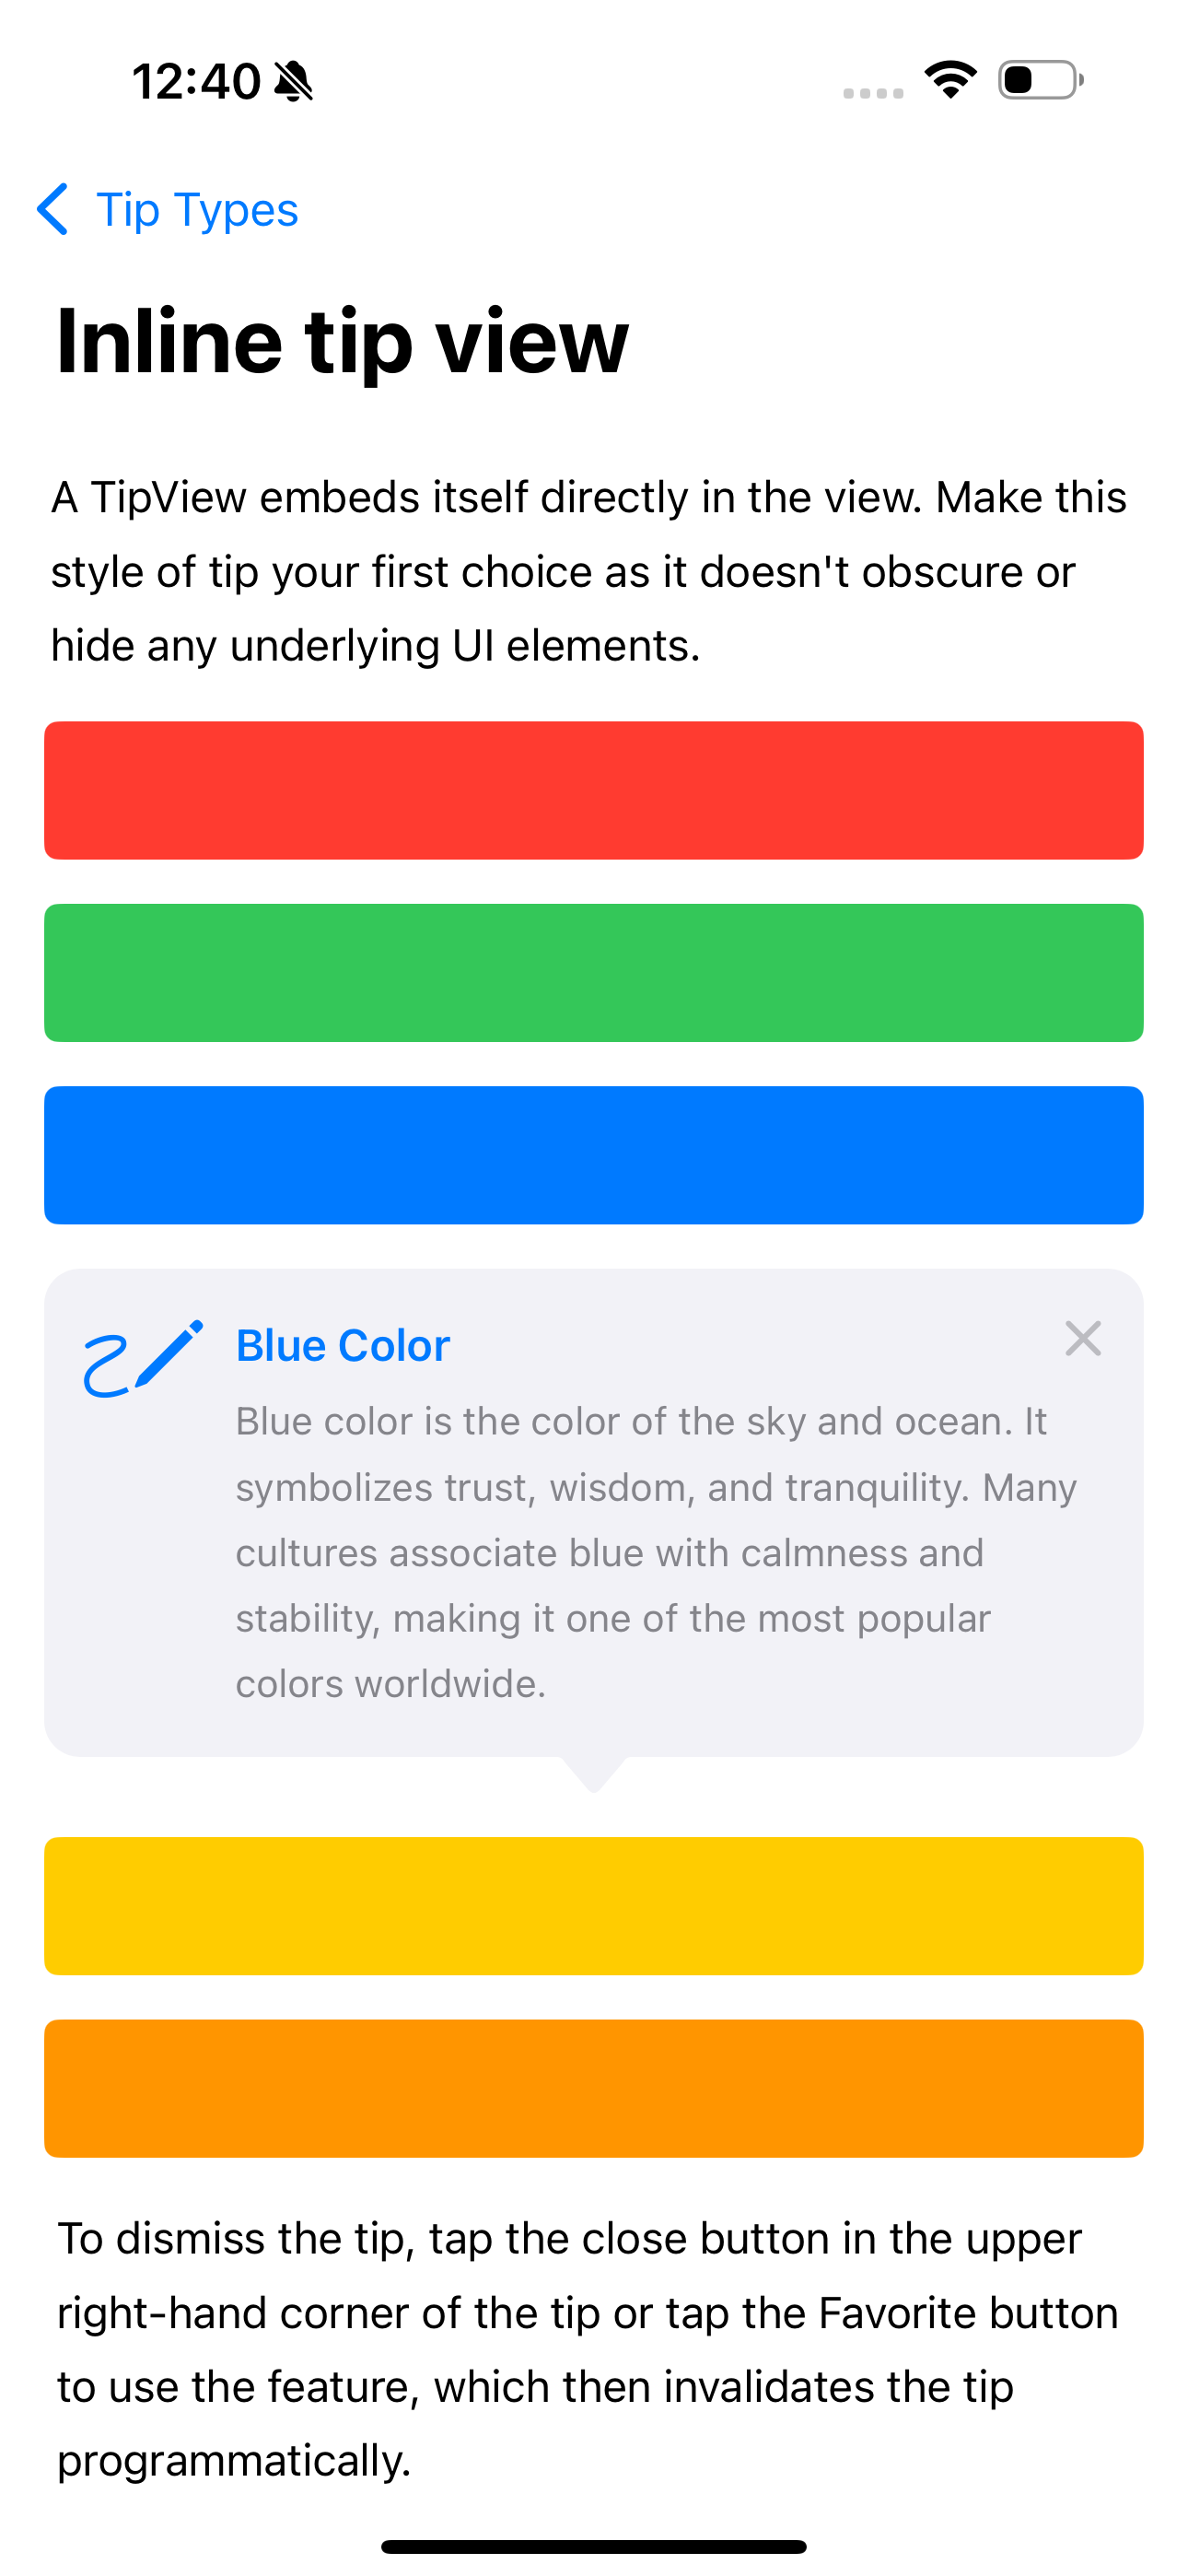 12:40
Tip Types
Inline tip view
A TipView embeds itself directly in the view. Make this
style of tip your first choice as it doesn't obscure or
hide any underlying UI elements.
Blue Color
Blue color is the color of the sky and ocean. It
symbolizes trust, wisdom, and tranquility. Many
cultures associate blue with calmness and
stability, making it one of the most popular
colors worldwide.
To dismiss the tip, tap the close button in the upper
right-hand corner of the tip or tap the Favorite button
to use the feature, which then invalidates the tip
programmatically.